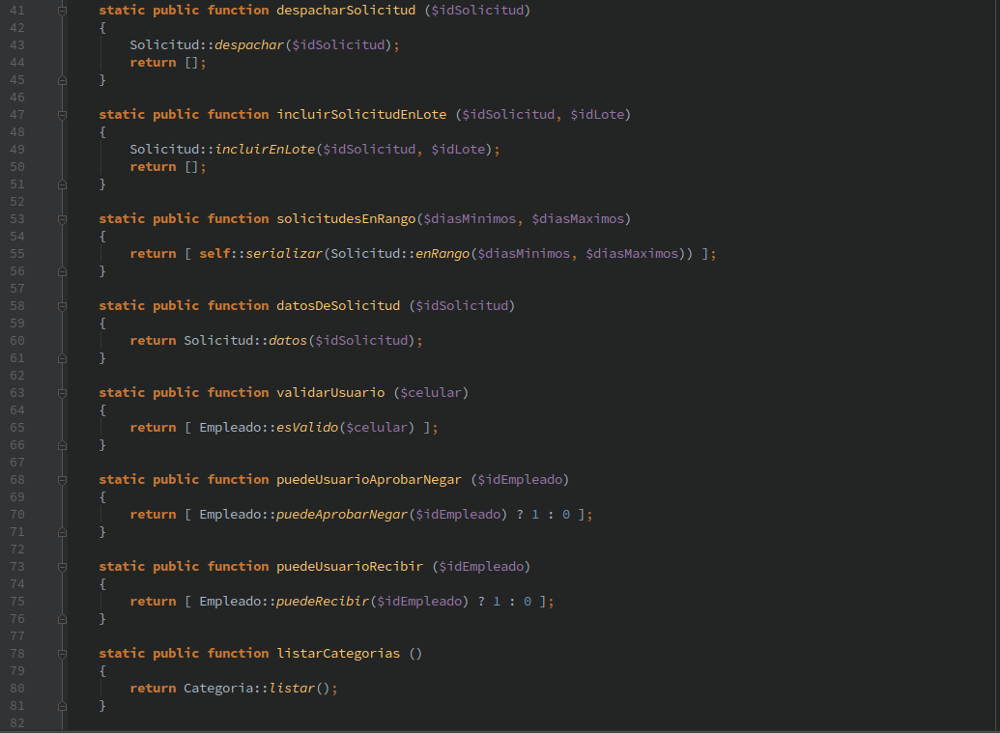 41 static public function despacharSolicitud ($idSolicitud)
42 {
43 Solicitud::despachar($idSolicitud);
44 return [];
45 }
46
47 static public function incluirSolicitudEnLote ($idSolicitud, $idLote)
48 {
49 Solicitud::incluirEnLote($idSolicitud, $idLote);
50 return [];
51 }
52
53 static public function solicitudesEnRango($diasMinimos, $diasMaximos)
54 {
55 return [ self::serializar(Solicitud::enRango($diasMinimos, $diasMaximos)) ];
56 }
57
58 static public function datosDeSolicitud ($idSolicitud)
59 {
60 return Solicitud::datos($idSolicitud);
61 }
62
63 static public function validarUsuario ($celular)
64 {
65 return [ Empleado::esValido($celular) ];
66 }
67
68 static public function puedeUsuarioAprobarNegar ($idEmpleado)
69 {
70 return [ Empleado::puedeAprobarNegar($idEmpleado) ? 1 : 0 ];
71 }
72
73 static public function puedeUsuarioRecibir ($idEmpleado)
74 {
75 return [ Empleado::puedeRecibir($idEmpleado) ? 1 : 0 ];
76 }
77
78 static public function listarCategorias ()
79 {
80 return Categoria::listar();
81 }
82